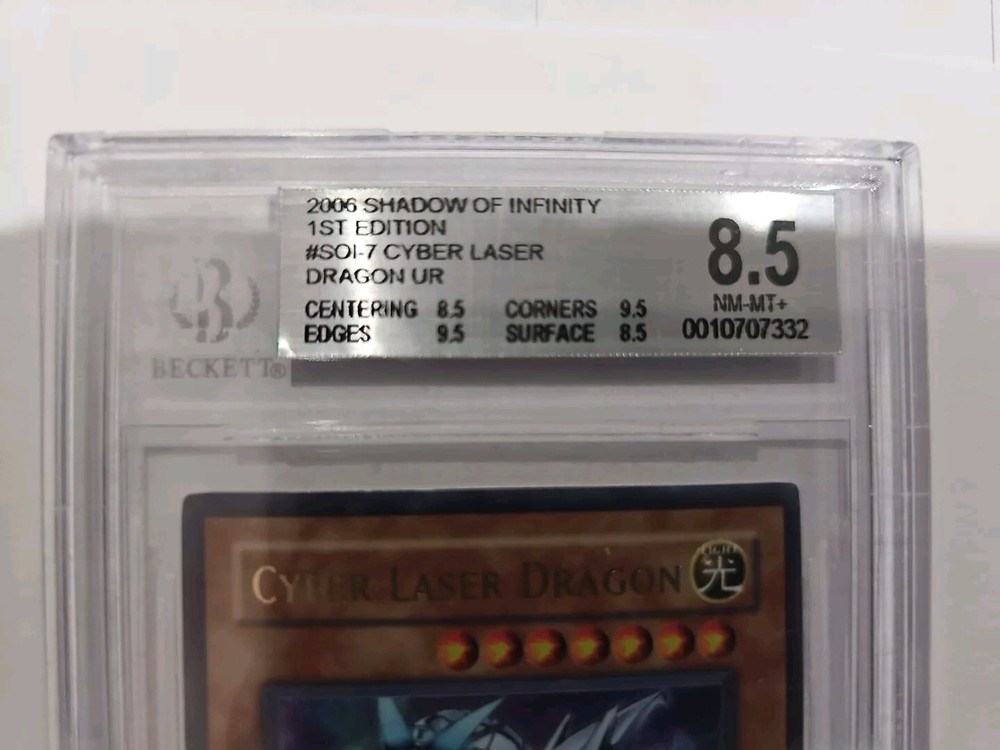 2006 SHADOW OF INFINITY
1ST EDITION
#SOI-7 CYBER LASER
DRAGON UR
CENTERING 8.5 CORNERS 9.5
EDGES 9.5 SURFACE 8.5
8.5
NM-MT+
0010707332
B
BECKETT®
CYBER LASER DRAGON
LIGHT
光